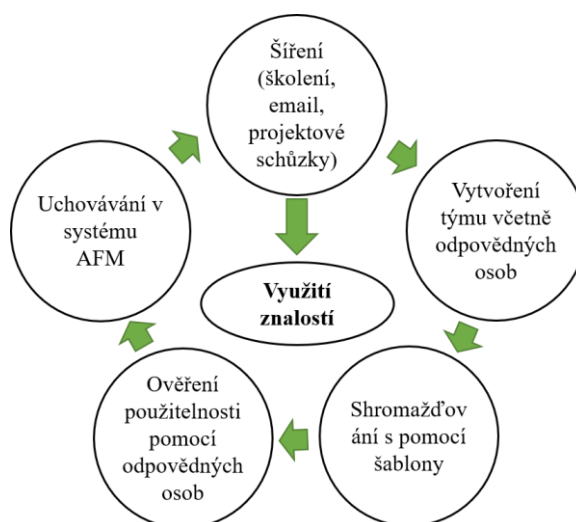 Šíření
(školení,
email,
projektové
schůzky)
Vytvoření
týmu včetně
odpovědných
osob
Shromažďov
ání s pomocí
šablony
Ověření
použitelnosti
pomocí
odpovědných
osob
Uchovávání v
systému
AFM
Využití
znalostí